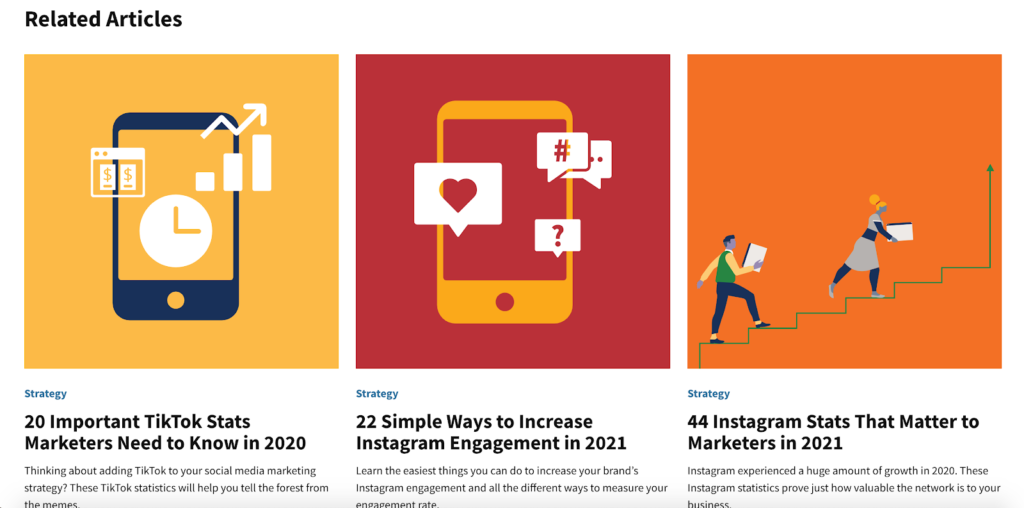 Related Articles
$ $
#
..
?
Strategy
20 Important TikTok Stats
Marketers Need to Know in 2020
Thinking about adding TikTok to your social media marketing
strategy? These TikTok statistics will help you tell the forest from
the memes.
Strategy
22 Simple Ways to Increase
Instagram Engagement in 2021
Learn the easiest things you can do to increase your brand's
Instagram engagement and all the different ways to measure your
engagement rate.
Strategy
44 Instagram Stats That Matter to
Marketers in 2021
Instagram experienced a huge amount of growth in 2020. These
Instagram statistics prove just how valuable the network is to your
business.